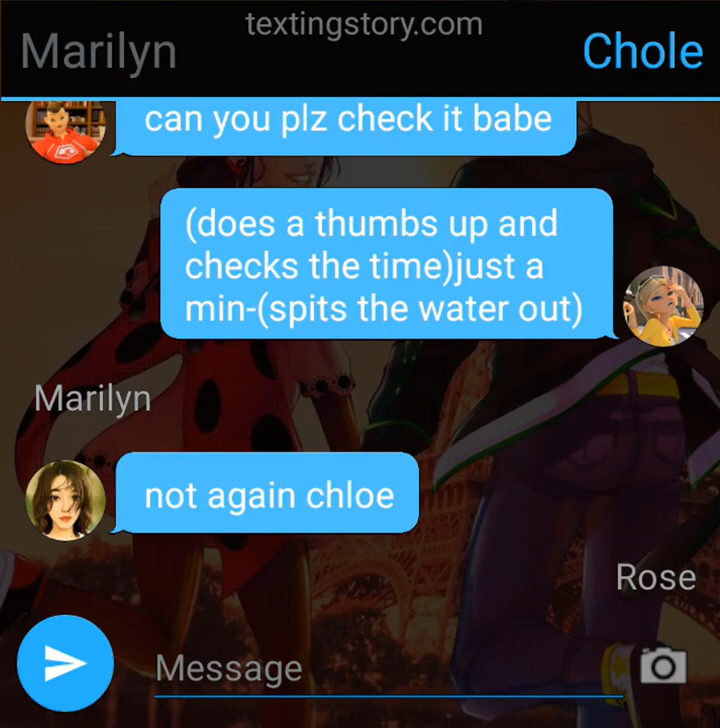 textingstory.com
Marilyn
Chole
can you plz check it babe
(does a thumbs up and
checks the time)just a
min-(spits the water out)
Marilyn
not again chloe
Rose
Message